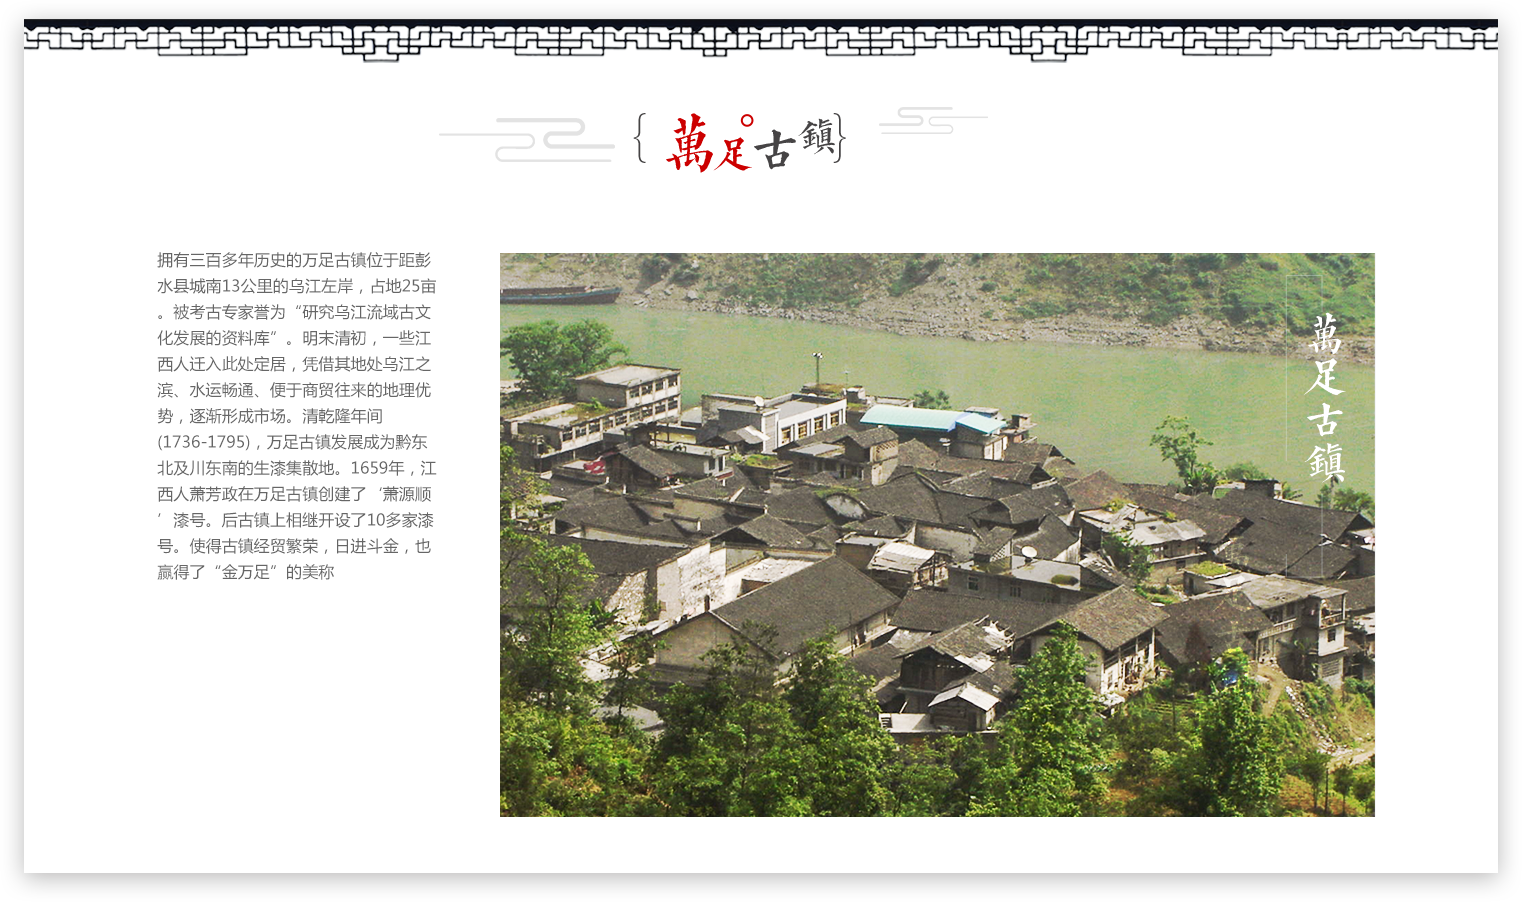 {萬足古鎮}
拥有三百多年历史的万足古镇位于距彭
水县城南13公里的乌江左岸，占地25亩
。被考古专家誉为“研究乌江流域古文
化发展的资料库”。明末清初，一些江
西人迁入此处定居，凭借其地处乌江之
滨、水运畅通、便于商贸往来的地理优
势，逐渐形成市场。清乾隆年间
(1736-1795)，万足古镇发展成为黔东
北及川东南的生漆集散地。1659年，江
西人萧芳政在万足古镇创建了‘萧源顺
’漆号。后古镇上相继开设了10多家漆
号。使得古镇经贸繁荣，日进斗金，也
赢得了“金万足”的美称
萬足古鎮